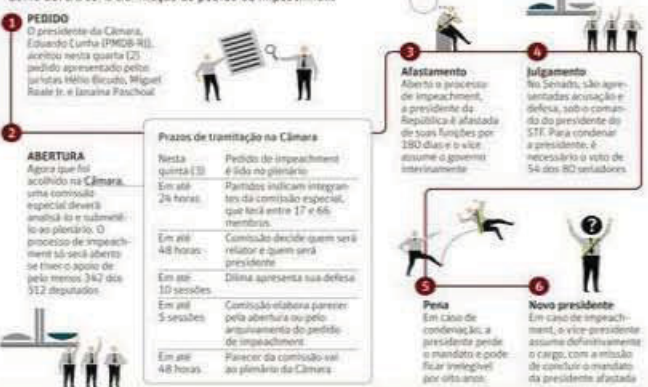 1
PEDIDO
O presidente da Câmara,
Eduardo Cunha (PMDB-RJ),
aceitou nesta quarta (2)
pedido apresentado pelos
juristas Hélio Bicudo, Miguel
Reale Jr. e Janaína Paschoal
2
ABERTURA
Agora que foi
acolhido na Câmara,
uma comissão
especial deverá
analisá-lo e submetê-
lo ao plenário. O
processo de impeach-
ment só será aberto
se tiver o apoio de
pelo menos 342 dos
512 deputados
Prazos de tramitação na Câmara
Nesta
quinta (3)
Pedido de impeachment
é lido no plenário
Em até
24 horas
Partidos indicam integran-
tes da comissão especial,
que terá entre 17 e 66
membros
Em até
48 horas
Comissão decide quem será
relator e quem será
presidente
Em até
10 sessões
Dilma apresenta sua defesa
Em até
5 sessões
Comissão elabora parecer
pela abertura ou pelo
arquivamento do pedido
de impeachment
Em até
48 horas
Parecer da comissão vai
ao plenário da Câmara
3
Afastamento
Aberto o processo
de impeachment,
a presidente da
República é afastada
de suas funções por
180 dias e o vice
assume o governo
interinamente
4
Julgamento
No Senado, são apre-
sentadas acusação e
defesa, sob o coman-
do do presidente do
STF. Para condenar
a presidente, é
necessário o voto de
54 dos 80 senadores
5
Pena
Em caso de
condenação, a
presidente perde
o mandato e pode
ficar inelegível
por oito anos
?
6
Novo presidente
Em caso de impeach-
ment, o vice-presidente
assume definitivamente
o cargo, com a missão
de concluir o mandato
da presidente afastada